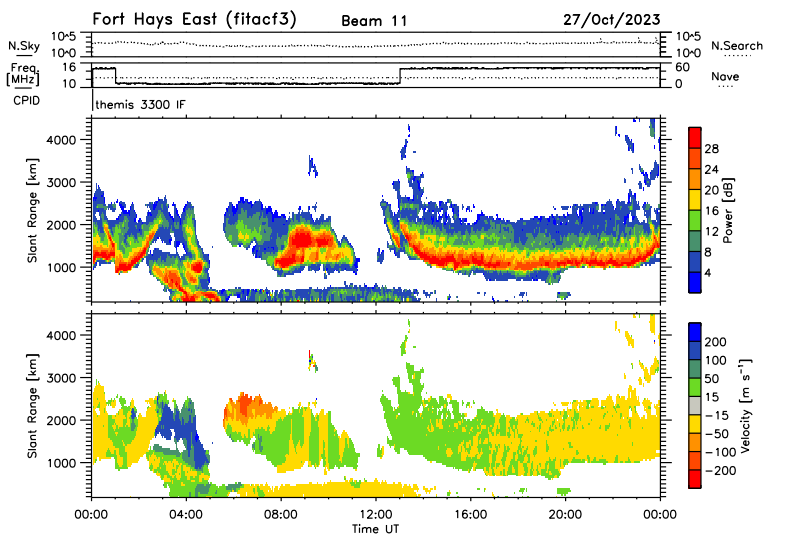 Fort Hays East (fitacf3) Beam 11 27/Oct/2023
N.Sky 10^5 10^0 10^5 10^0 N.Search
Freq. [MHz] 16 10 60 0 Nave
CPID themis 3300 IF
Slant Range [km] 4000 3000 2000 1000
Power [dB] 28 24 20 16 12 8 4
Slant Range [km] 4000 3000 2000 1000
Velocity [m s⁻¹] 200 100 50 15 −15 −50 −100 −200
00:00 04:00 08:00 12:00 16:00 20:00 00:00
Time UT